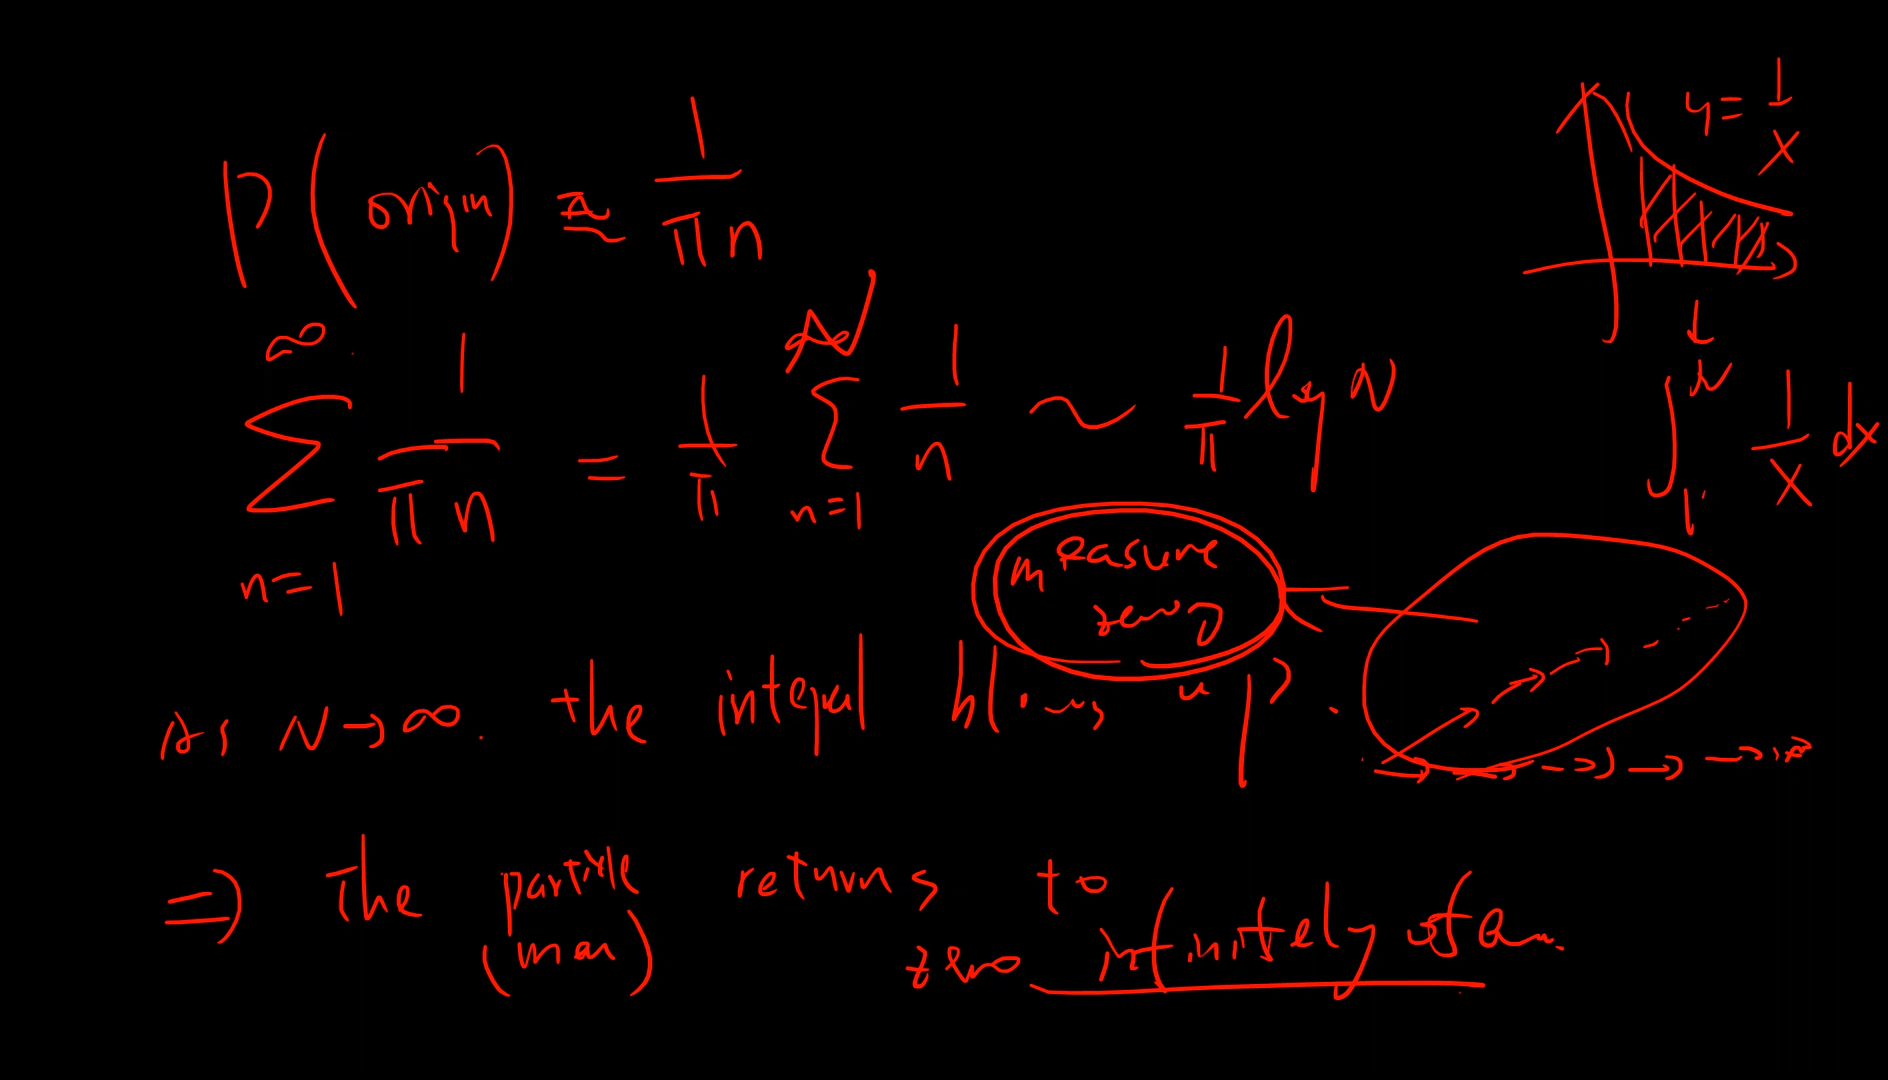 P(origin) ≈ 1/(πn)
y = 1/x
∞ Σ n=1 1/(πn) = 1/π N Σ n=1 1/n ~ 1/π log N
∫ 1 N 1/x dx
measure
zero
As N → ∞. the integral blows up.
⇒ The particle returns to
(man) zero infinitely often.